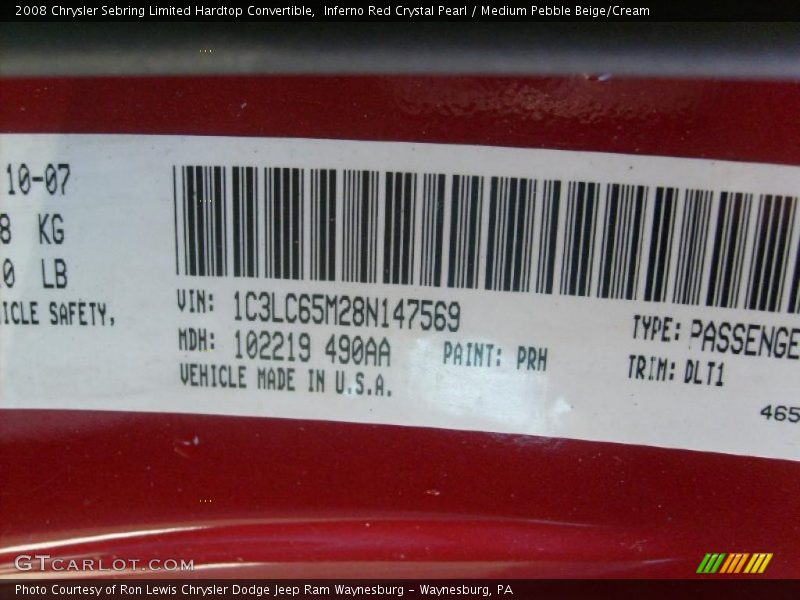 2008 Chrysler Sebring Limited Hardtop Convertible,  Inferno Red Crystal Pearl / Medium Pebble Beige/Cream
10-07
8 KG
0 LB
ICLE SAFETY,
VIN: 1C3LC65M28N147569
MDH: 102219 490AA
PAINT: PRH
VEHICLE MADE IN U.S.A.
TYPE: PASSENGE
TRIM: DLT1
465
GTCARLOT.COM
Photo Courtesy of Ron Lewis Chrysler Dodge Jeep Ram Waynesburg - Waynesburg, PA